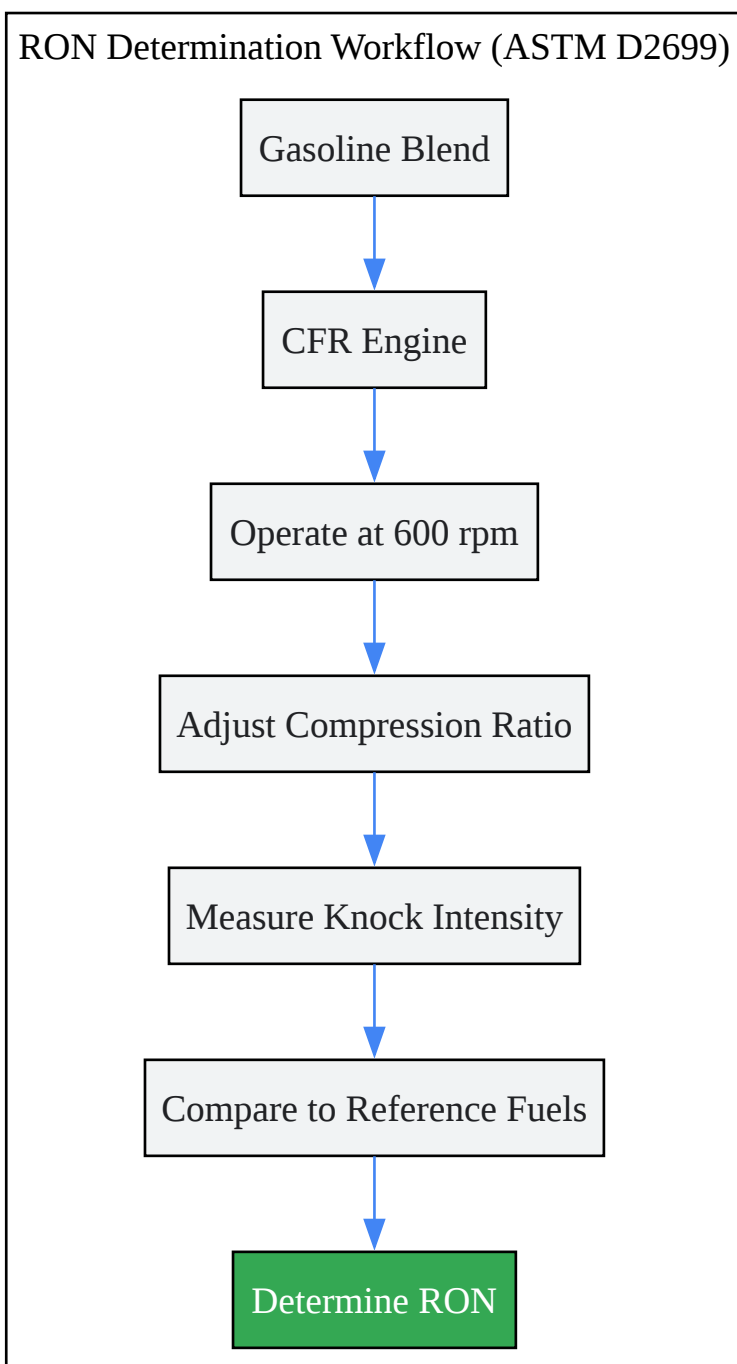 RON Determination Workflow (ASTM D2699)
Gasoline Blend
CFR Engine
Operate at 600 rpm
Adjust Compression Ratio
Measure Knock Intensity
Compare to Reference Fuels
Determine RON